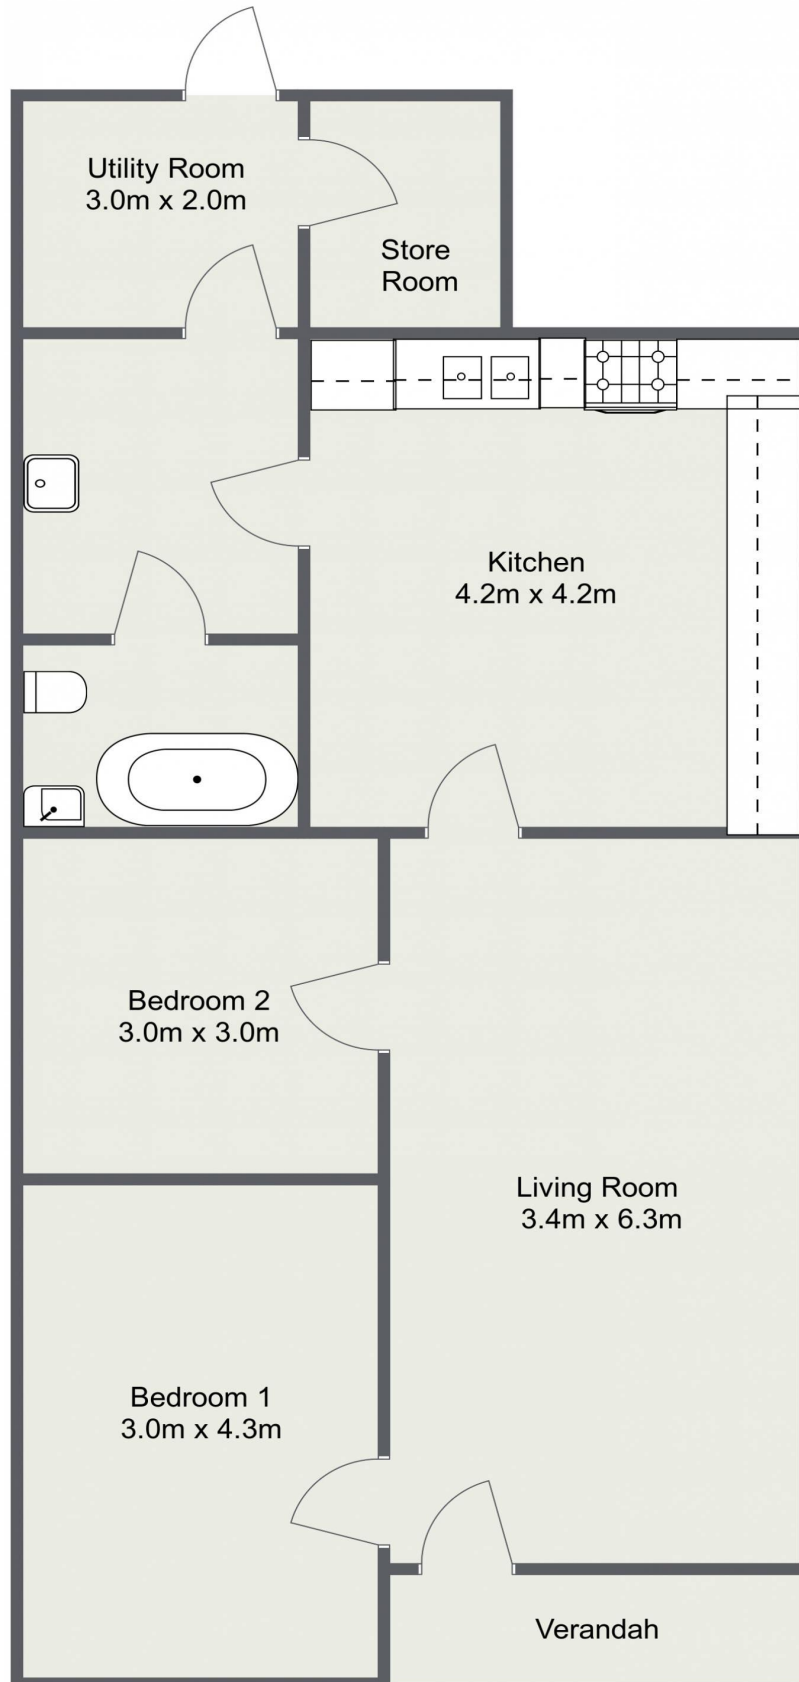 Utility Room
3.0m x 2.0m
Store
Room
Kitchen
4.2m x 4.2m
Bedroom 2
3.0m x 3.0m
Living Room
3.4m x 6.3m
Bedroom 1
3.0m x 4.3m
Verandah